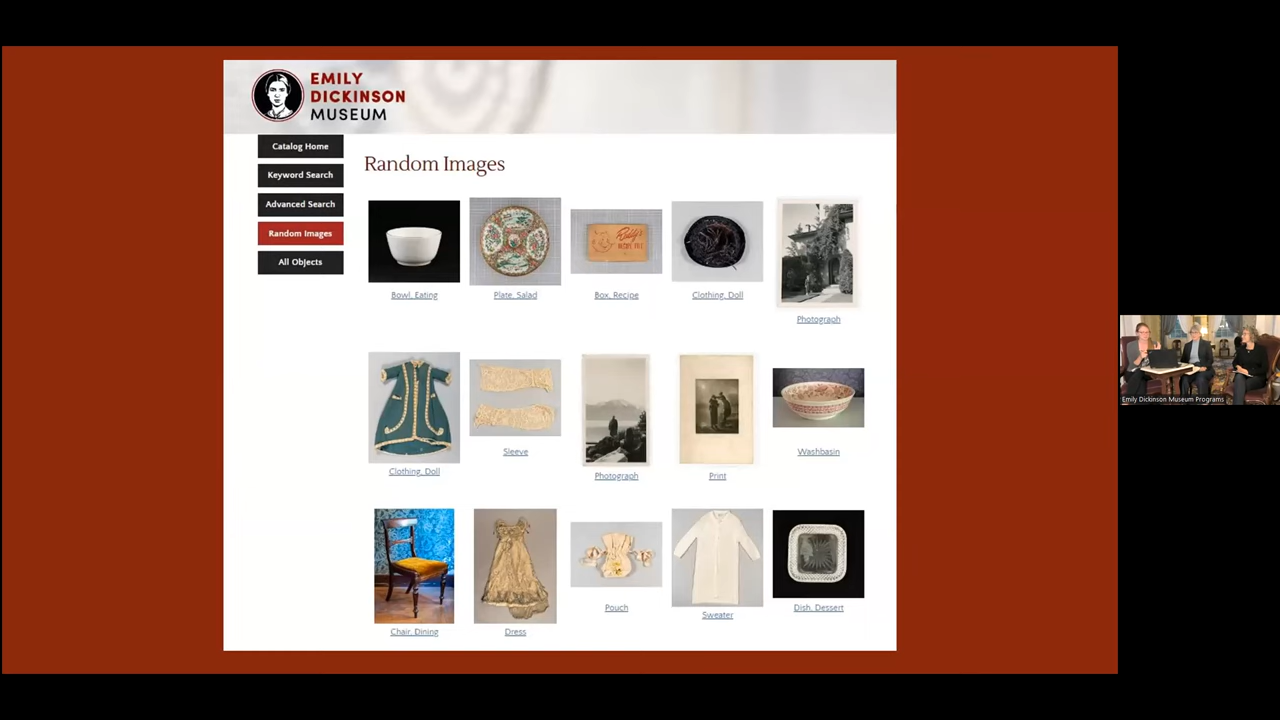 EMILY
DICKINSON
MUSEUM
Catalog Home
Keyword Search
Advanced Search
Random Images
All Objects
Random Images
Bowl, Eating
Plate, Salad
Box, Recipe
Clothing, Doll
Photograph
Clothing, Doll
Sleeve
Photograph
Print
Washbasin
Chair, Dining
Dress
Pouch
Sweater
Dish, Dessert
RECIPE FILE
Emily Dickinson Museum Programs